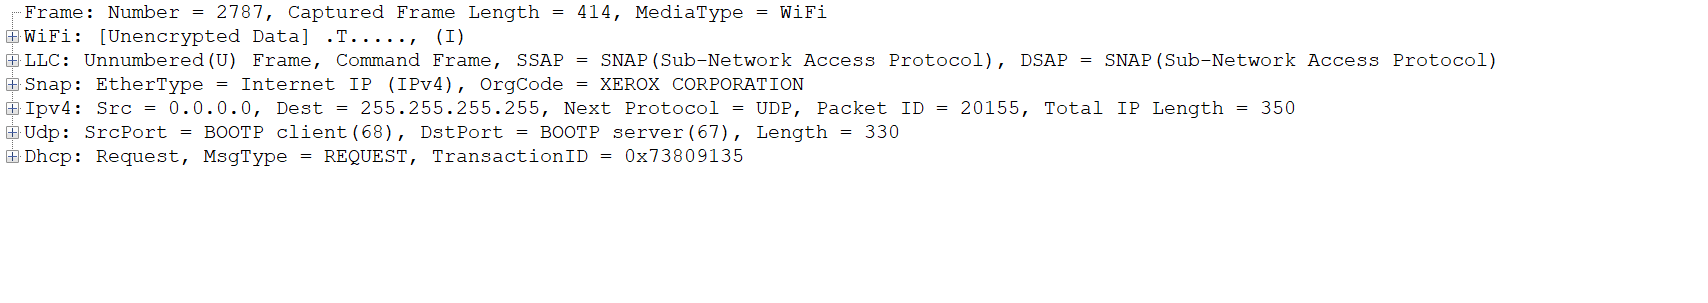 Frame: Number = 2787, Captured Frame Length = 414, MediaType = WiFi
WiFi: [Unencrypted Data] .T....., (I)
LLC: Unnumbered(U) Frame, Command Frame, SSAP = SNAP(Sub-Network Access Protocol), DSAP = SNAP(Sub-Network Access Protocol)
Snap: EtherType = Internet IP (IPv4), OrgCode = XEROX CORPORATION
Ipv4: Src = 0.0.0.0, Dest = 255.255.255.255, Next Protocol = UDP, Packet ID = 20155, Total IP Length = 350
Udp: SrcPort = BOOTP client(68), DstPort = BOOTP server(67), Length = 330
Dhcp: Request, MsgType = REQUEST, TransactionID = 0x73809135